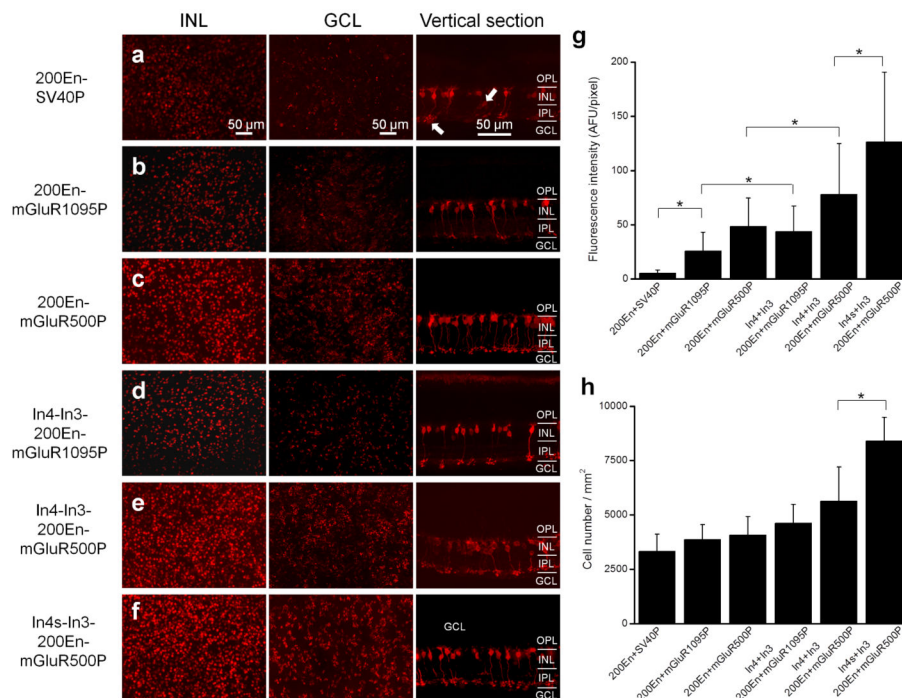 INL GCL Vertical section
200En-
SV40P
a
50 µm
50 µm
50 µm
OPL
INL
IPL
GCL
200En-
mGluR1095P
b
OPL
INL
IPL
GCL
200En-
mGluR500P
c
OPL
INL
IPL
GCL
In4-In3-
200En-
mGluR1095P
d
OPL
INL
IPL
GCL
In4-In3-
200En-
mGluR500P
e
OPL
INL
IPL
GCL
In4s-In3-
200En-
mGluR500P
f
GCL
OPL
INL
IPL
GCL
g
Fluorescence intensity (AFU/pixel)
200
150
100
50
0
*
*
*
*
200En+SV40P
200En+mGluR1095P
200En+mGluR500P
In4+In3
200En+mGluR1095P
In4+In3
200En+mGluR500P
In4s+In3
200En+mGluR500P
h
Cell number / mm²
10000
7500
5000
2500
0
*
200En+SV40P
200En+mGluR1095P
200En+mGluR500P
In4+In3
200En+mGluR1095P
In4+In3
200En+mGluR500P
In4s+In3
200En+mGluR500P